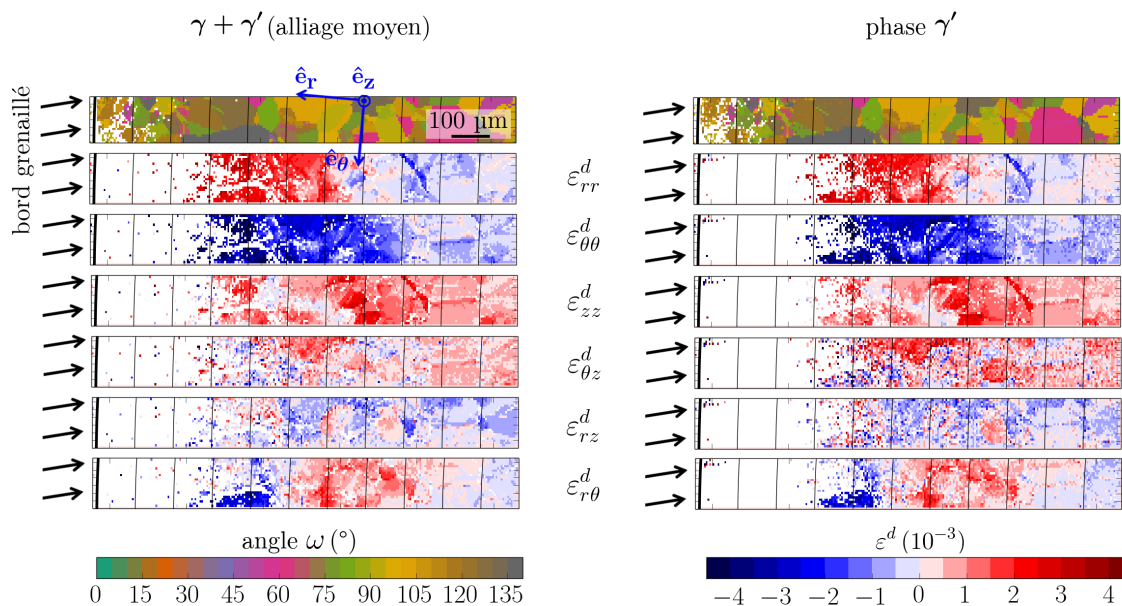 γ + γ′ (alliage moyen)
phase γ′
bord grenaillé
ê_r
ê_z
ê_θ
100 µm
ε^d_rr
ε^d_θθ
ε^d_zz
ε^d_θz
ε^d_rz
ε^d_rθ
angle ω (°)
0 15 30 45 60 75 90 105 120 135
ε^d (10^−3)
−4 −3 −2 −1 0 1 2 3 4